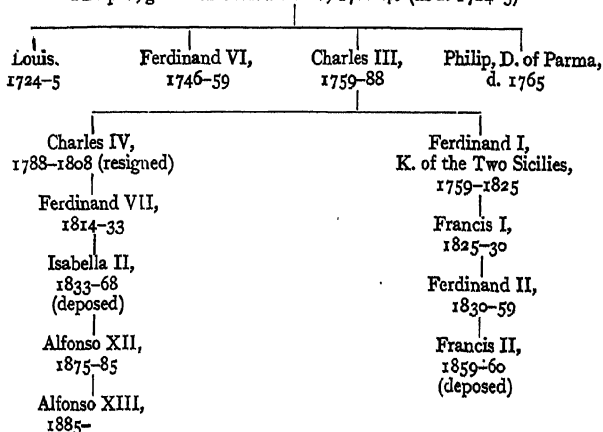 Louis. Ferdinand VI, Charles III, Philip, D. of Parma,
1724–5 1746–59 1759–88 d. 1765
Charles IV,
1788–1808 (resigned)
Ferdinand VII,
1814–33
Isabella II,
1833–68
(deposed)
Alfonso XII,
1875–85
Alfonso XIII,
1885–
Ferdinand I,
K. of the Two Sicilies,
1759–1825
Francis I,
1825–30
Ferdinand II,
1830–59
Francis II,
1859–60
(deposed)